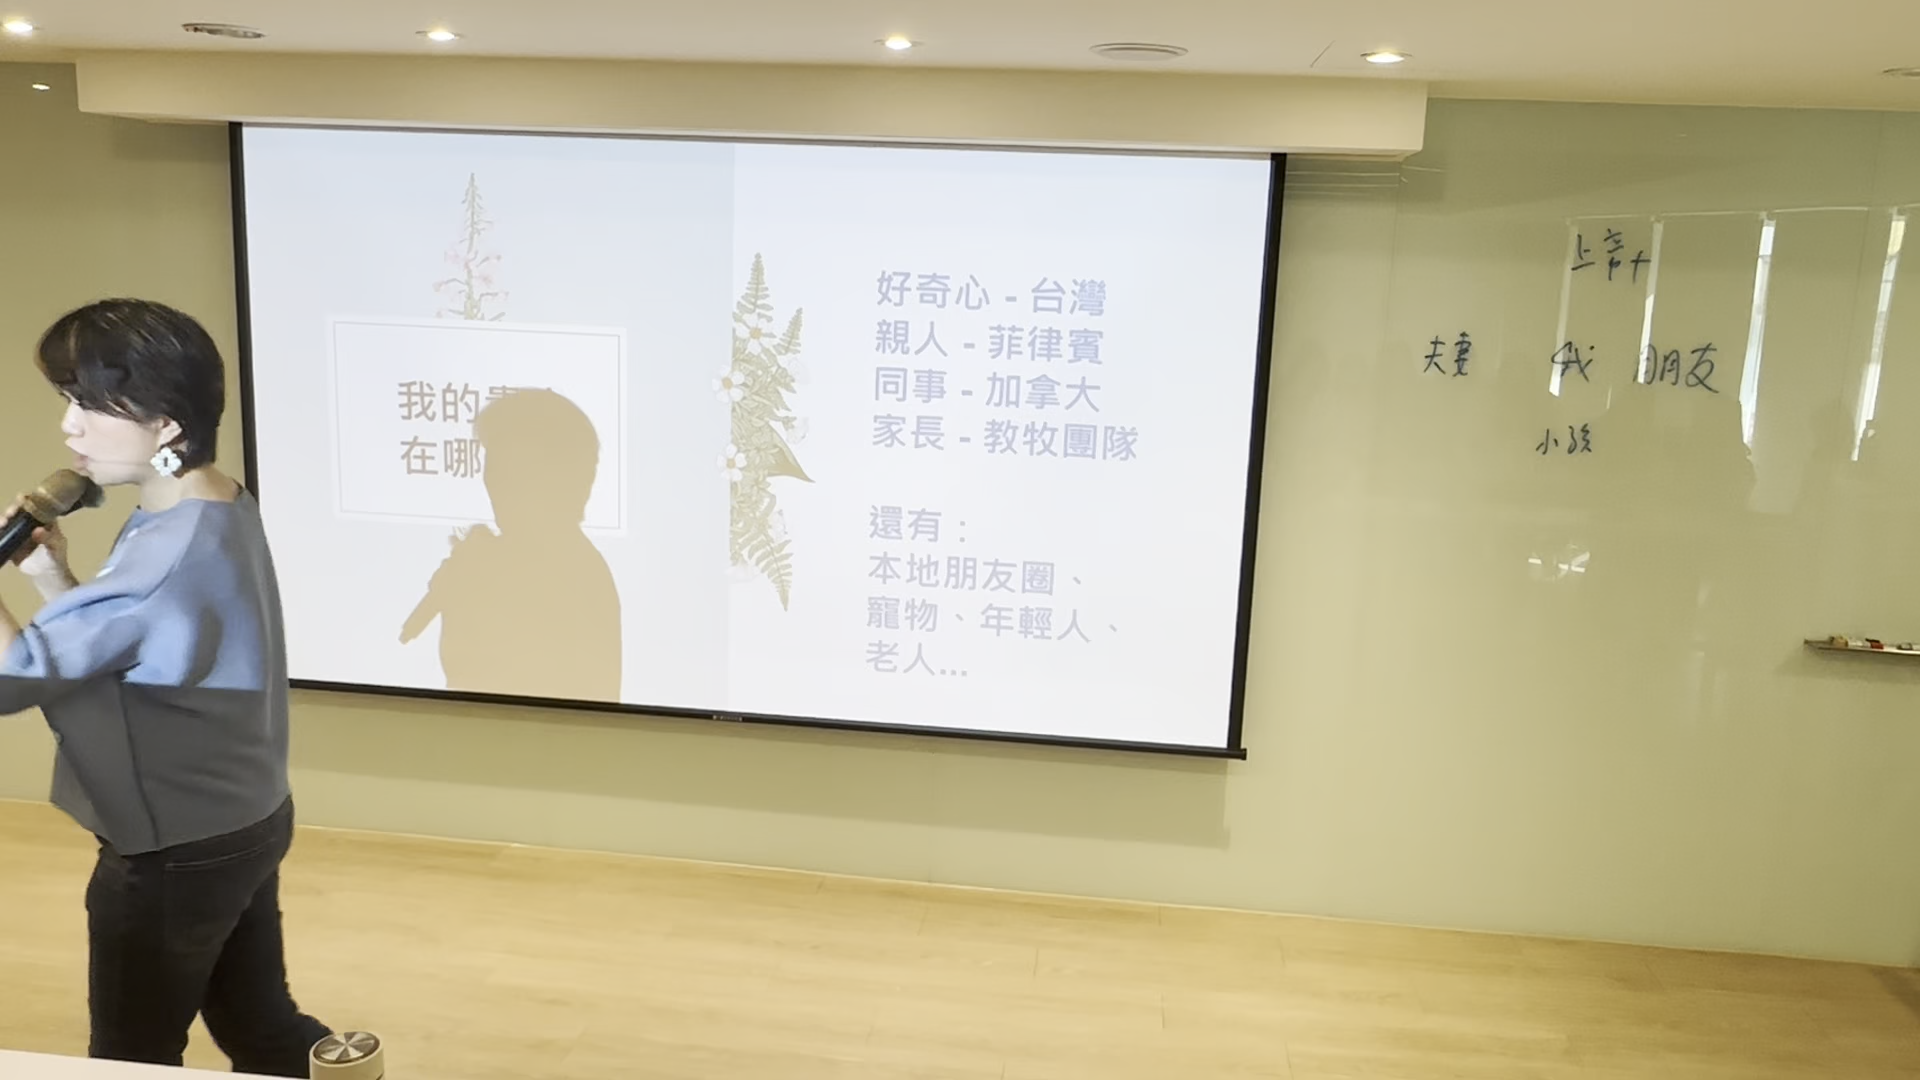 我的
在哪
好奇心 - 台灣
親人 - 菲律賓
同事 - 加拿大
家長 - 教牧團隊
還有：
本地朋友圈、
寵物、年輕人、
老人...
上帝
夫妻 我 朋友
小孩